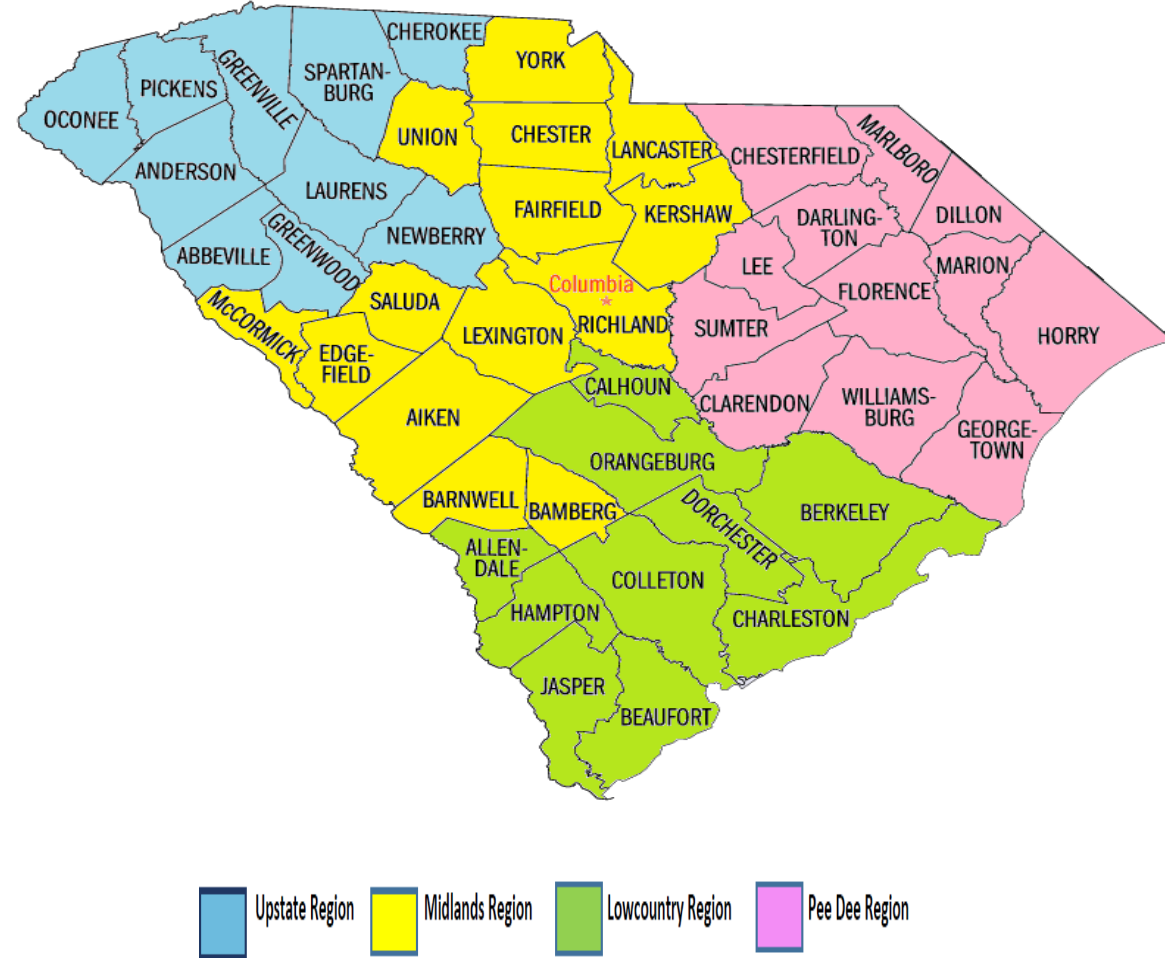 CHEROKEE
YORK
SPARTAN-
BURG
GREENVILLE
PICKENS
OCONEE
UNION
CHESTER
LANCASTER
CHESTERFIELD
MARLBORO
ANDERSON
LAURENS
FAIRFIELD
KERSHAW
DARLING-
TON
DILLON
GREENWOOD
NEWBERRY
ABBEVILLE
LEE
MARION
FLORENCE
Columbia
*
RICHLAND
SALUDA
LEXINGTON
McCORMICK
EDGE-
FIELD
SUMTER
HORRY
CALHOUN
CLARENDON
WILLIAMS-
BURG
GEORGE-
TOWN
AIKEN
ORANGEBURG
BARNWELL
BAMBERG
DORCHESTER
BERKELEY
ALLEN-
DALE
COLLETON
HAMPTON
CHARLESTON
JASPER
BEAUFORT
Upstate Region
Midlands Region
Lowcountry Region
Pee Dee Region